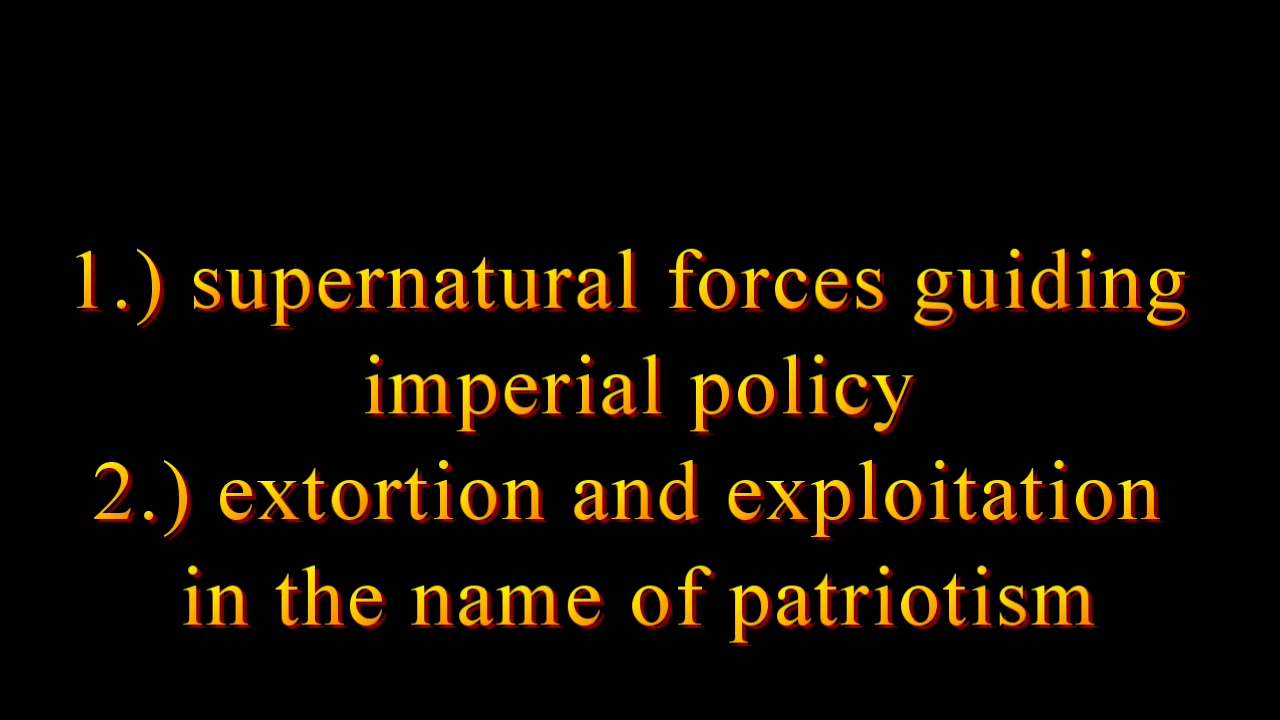 1.) supernatural forces guiding
imperial policy
2.) extortion and exploitation
in the name of patriotism